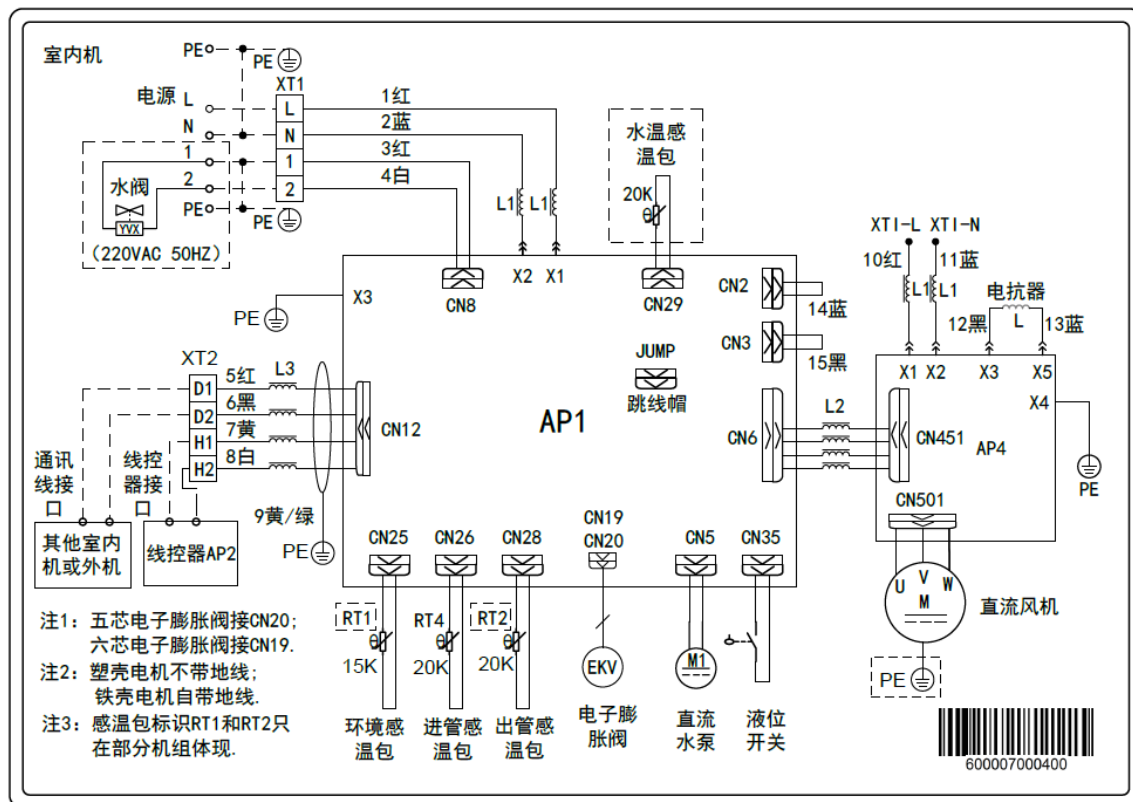 室内机
PE
PE
XT1
电源
L
L
1红
N
N
2蓝
1
1
3红
2
2
4白
水阀
YVX
PE
PE
（220VAC 50HZ）
L1
L1
水温感
温包
20K
θ
XTI-L
XTI-N
10红
11蓝
L1
L1
电抗器
L
12黑
13蓝
X3
CN8
X2
X1
CN29
CN2
14蓝
CN3
15黑
PE
JUMP
跳线帽
AP1
XT2
D1
5红
L3
D2
6黑
H1
7黄
H2
8白
CN12
9黄/绿
PE
通讯
线接
口
线控
器接
口
其他室内
机或外机
线控器AP2
CN6
L2
CN451
X1
X2
X3
X5
X4
AP4
PE
CN501
U
V
W
M
直流风机
PE
CN25
CN26
CN28
CN19
CN20
CN5
CN35
RT1
θ
15K
RT4
θ
20K
RT2
θ
20K
EKV
M1
环境感
温包
进管感
温包
出管感
温包
电子膨
胀阀
直流
水泵
液位
开关
注1：五芯电子膨胀阀接CN20;
六芯电子膨胀阀接CN19.
注2：塑壳电机不带地线;
铁壳电机自带地线.
注3：感温包标识RT1和RT2只
在部分机组体现.
600007000400